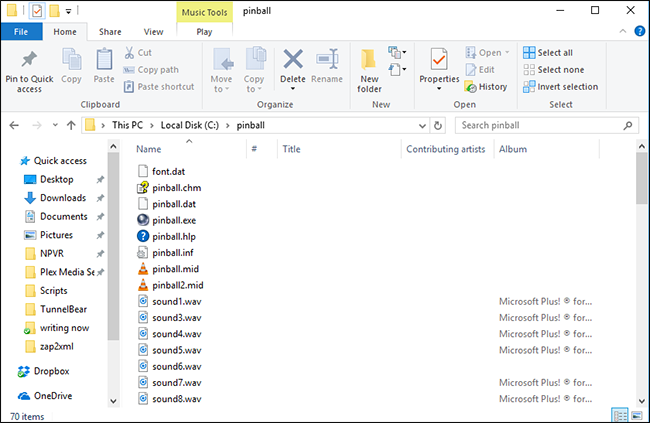 Music Tools pinball
File Home Share View Play
Pin to Quick access
Copy
Paste
Cut
Copy path
Paste shortcut
Clipboard
Move to
Copy to
Delete
Rename
Organize
New folder
New
Properties
Open
Edit
History
Open
Select all
Select none
Invert selection
Select
This PC Local Disk (C:) pinball
Search pinball
Quick access
Desktop
Downloads
Documents
Pictures
NPVR
Plex Media Se
Scripts
TunnelBear
writing now
zap2xml
Dropbox
OneDrive
Name # Title Contributing artists Album
font.dat
pinball.chm
pinball.dat
pinball.exe
pinball.hlp
pinball.inf
pinball.mid
pinball2.mid
sound1.wav Microsoft Plus! ® for...
sound3.wav Microsoft Plus! ® for...
sound4.wav Microsoft Plus! ® for...
sound5.wav Microsoft Plus! ® for...
sound6.wav
sound7.wav Microsoft Plus! ® for...
sound8.wav Microsoft Plus! ® for...
70 items